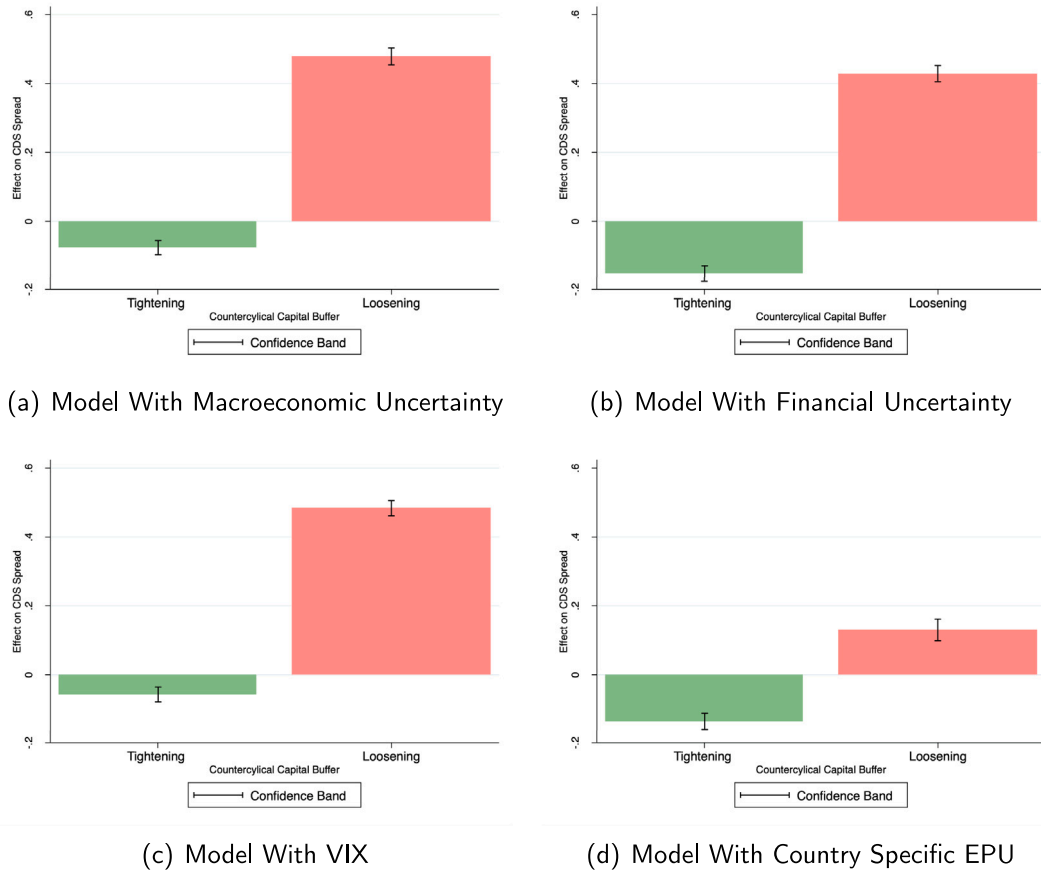 .6
.4
.2
0
-.2
Effect on CDS Spread
Tightening
Loosening
Countercylical Capital Buffer
Confidence Band
(a) Model With Macroeconomic Uncertainty
.6
.4
.2
0
-.2
Effect on CDS Spread
Tightening
Loosening
Countercylical Capital Buffer
Confidence Band
(b) Model With Financial Uncertainty
.6
.4
.2
0
-.2
Effect on CDS Spread
Tightening
Loosening
Countercylical Capital Buffer
Confidence Band
(c) Model With VIX
.6
.4
.2
0
-.2
Effect on CDS Spread
Tightening
Loosening
Countercylical Capital Buffer
Confidence Band
(d) Model With Country Specific EPU